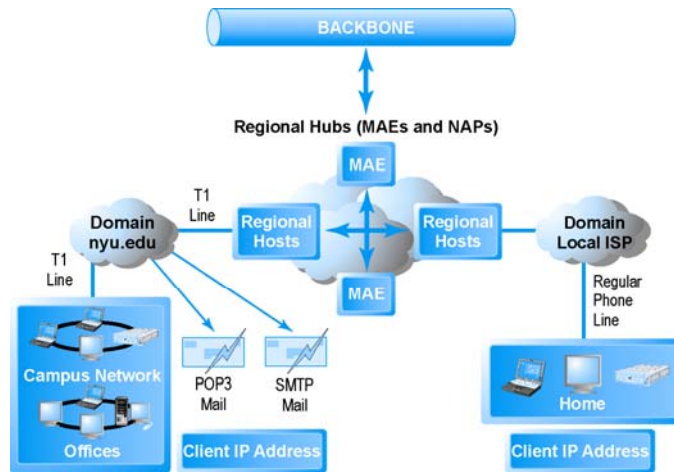 BACKBONE
Regional Hubs (MAEs and NAPs)
MAE
T1
Line
Domain
nyu.edu
Regional
Hosts
Regional
Hosts
Domain
Local ISP
MAE
T1
Line
Regular
Phone
Line
Campus Network
Offices
POP3
Mail
SMTP
Mail
Home
Client IP Address
Client IP Address